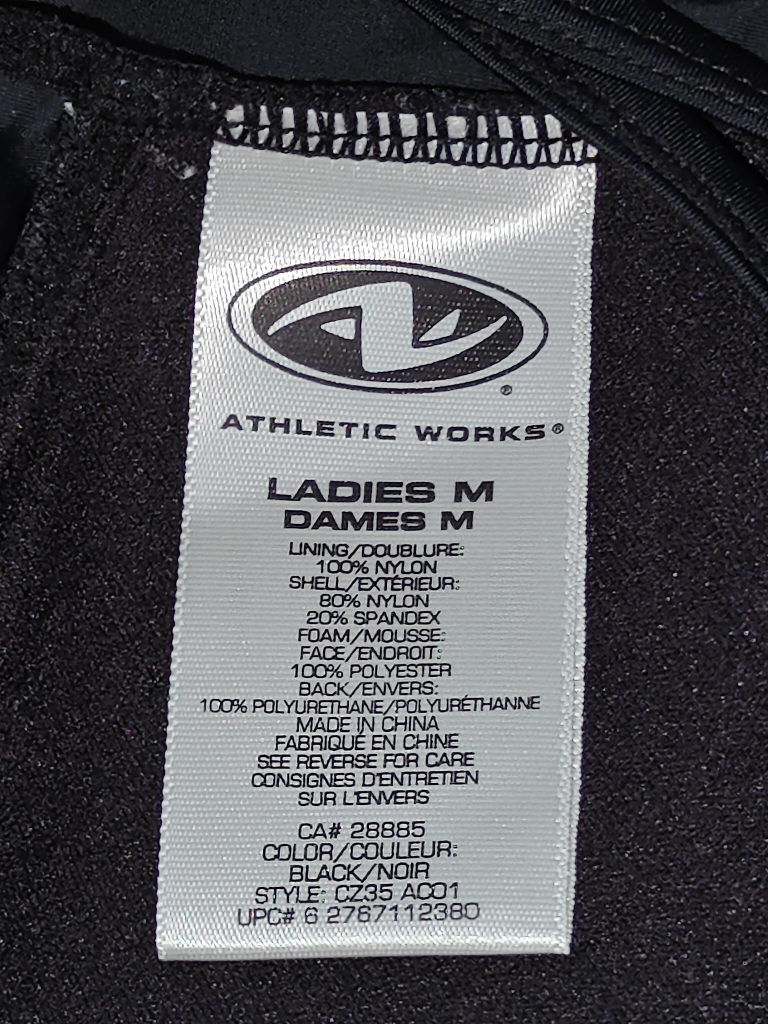 ATHLETIC WORKS®
LADIES M
DAMES M
LINING/DOUBLURE:
100% NYLON
SHELL/EXTÉRIEUR:
80% NYLON
20% SPANDEX
FOAM/MOUSSE:
FACE/ENDROIT:
100% POLYESTER
BACK/ENVERS:
100% POLYURETHANE/POLYURÉTHANNE
MADE IN CHINA
FABRIQUÉ EN CHINE
SEE REVERSE FOR CARE
CONSIGNES D'ENTRETIEN
SUR L'ENVERS
CA# 28885
COLOR/COULEUR:
BLACK/NOIR
STYLE: CZ35 AC01
UPC# 6 2767112380